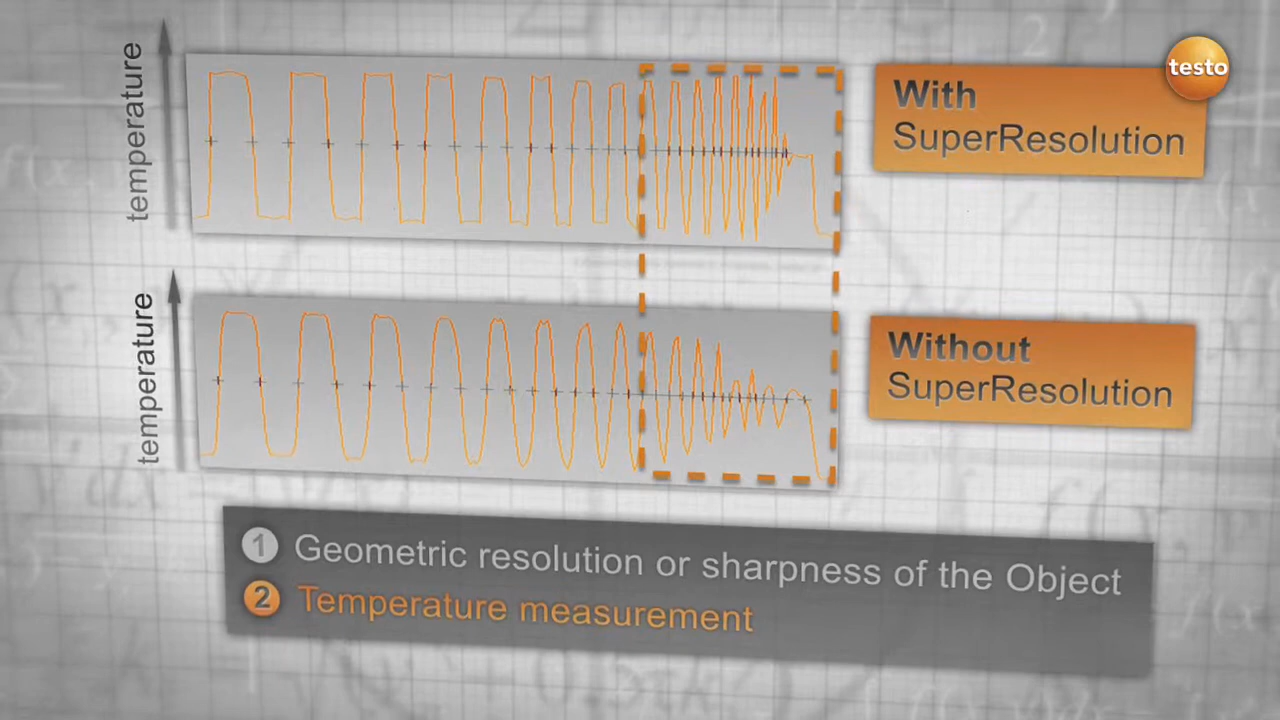 temperature
testo
With
SuperResolution
temperature
Without
SuperResolution
1 Geometric resolution or sharpness of the Object
2 Temperature measurement